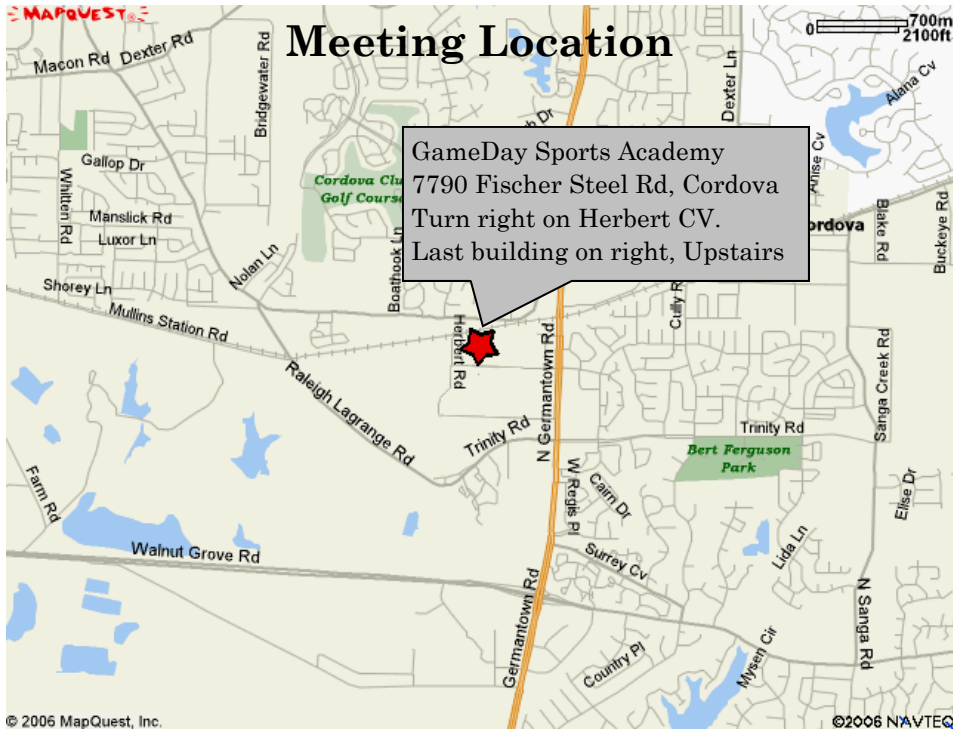 MAPQUEST
Meeting Location
0 700m
2100ft
Macon Rd
Dexter Rd
Bridgewater Rd
Dexter Ln
Alana Cv
Anise Cv
Gallop Dr
Whitten Rd
Manslick Rd
Luxor Ln
Shorey Ln
Nolan Ln
Boathook Ln
Golf Course
GameDay Sports Academy
7790 Fischer Steel Rd, Cordova
Turn right on Herbert CV.
Last building on right, Upstairs
Blake Rd
Buckeye Rd
Mullins Station Rd
Herbert Rd
Raleigh Lagrange Rd
N Germantown Rd
Sanga Creek Rd
Trinity Rd
Trinity Rd
Bert Ferguson
Park
W Regis Pl
Cairn Dr
Elise Dr
Farm Rd
Walnut Grove Rd
Surrey Cv
Lida Ln
N Sanga Rd
Germantown Rd
Country Pl
Mysen Cir
© 2006 MapQuest, Inc.
©2006 NAVTEQ